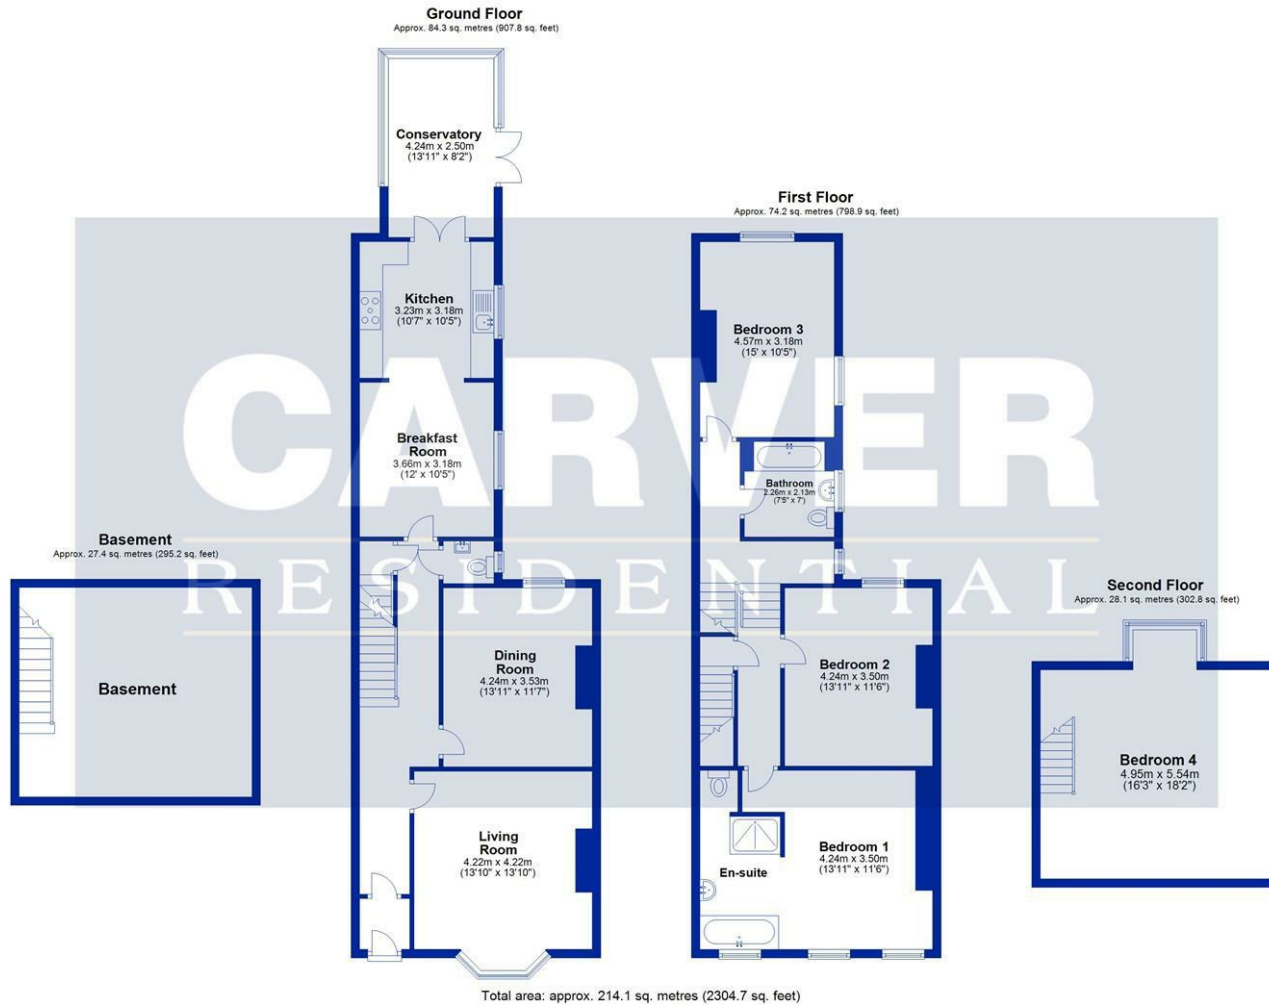 Ground Floor
Approx. 84.3 sq. metres (907.8 sq. feet)
Conservatory
4.24m x 2.50m
(13'11" x 8'2")
Kitchen
3.23m x 3.18m
(10'7" x 10'5")
Breakfast
Room
3.66m x 3.18m
(12' x 10'5")
Dining
Room
4.24m x 3.53m
(13'11" x 11'7")
Living
Room
4.22m x 4.22m
(13'10" x 13'10")
First Floor
Approx. 74.2 sq. metres (798.9 sq. feet)
Bedroom 3
4.57m x 3.18m
(15' x 10'5")
Bathroom
2.26m x 2.13m
(7'5" x 7')
Bedroom 2
4.24m x 3.50m
(13'11" x 11'6")
Bedroom 1
4.24m x 3.50m
(13'11" x 11'6")
En-suite
Basement
Approx. 27.4 sq. metres (295.2 sq. feet)
Basement
Second Floor
Approx. 28.1 sq. metres (302.8 sq. feet)
Bedroom 4
4.95m x 5.54m
(16'3" x 18'2")
CARVER
RESIDENTIAL
Total area: approx. 214.1 sq. metres (2304.7 sq. feet)